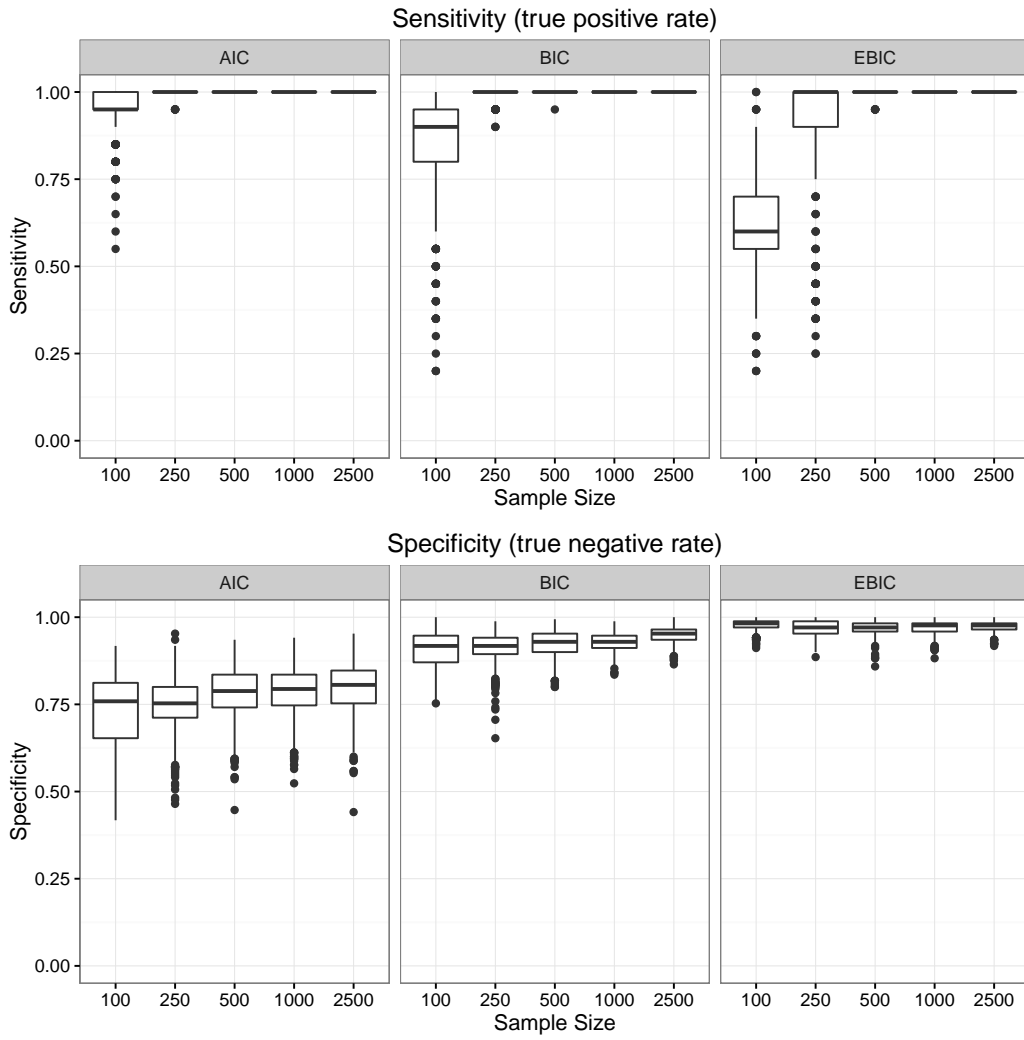 Sensitivity (true positive rate)
AIC BIC EBIC
1.00
0.75
0.50
0.25
0.00
Sensitivity
100 250 500 1000 2500 100 250 500 1000 2500 100 250 500 1000 2500
Sample Size
Specificity (true negative rate)
AIC BIC EBIC
1.00
0.75
0.50
0.25
0.00
Specificity
100 250 500 1000 2500 100 250 500 1000 2500 100 250 500 1000 2500
Sample Size